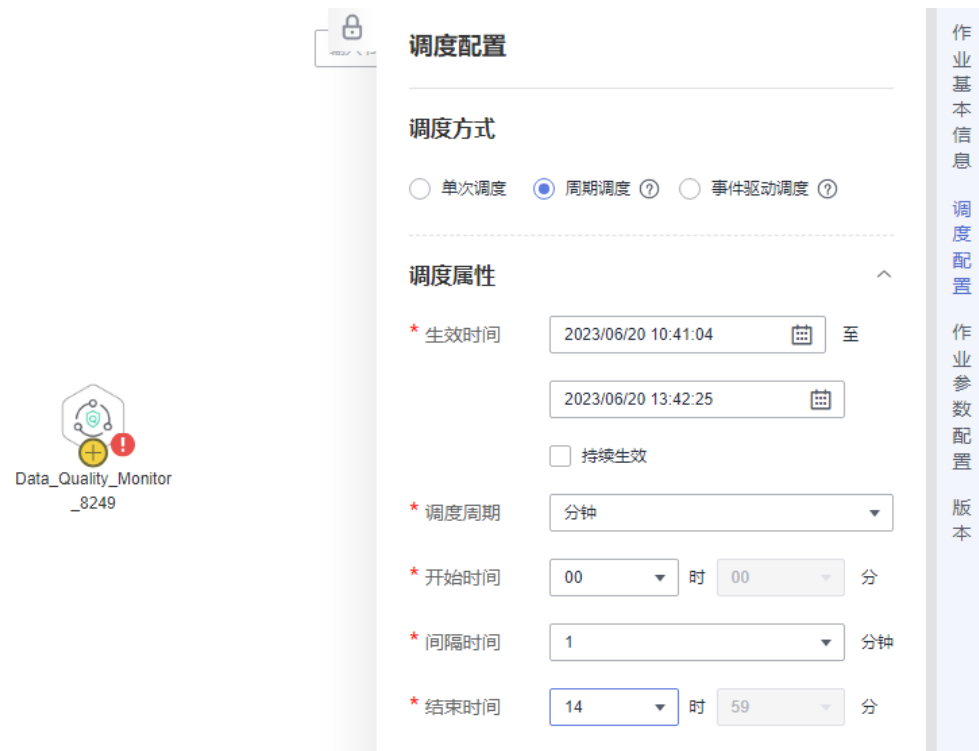 调度配置
调度方式
单次调度 周期调度 ? 事件驱动调度 ?
调度属性
* 生效时间 2023/06/20 10:41:04 至
2023/06/20 13:42:25
持续生效
* 调度周期 分钟
* 开始时间 00 时 00 分
* 间隔时间 1 分钟
* 结束时间 14 时 59 分
Data_Quality_Monitor
_8249
作业基本信息
调度配置
作业参数配置
版本